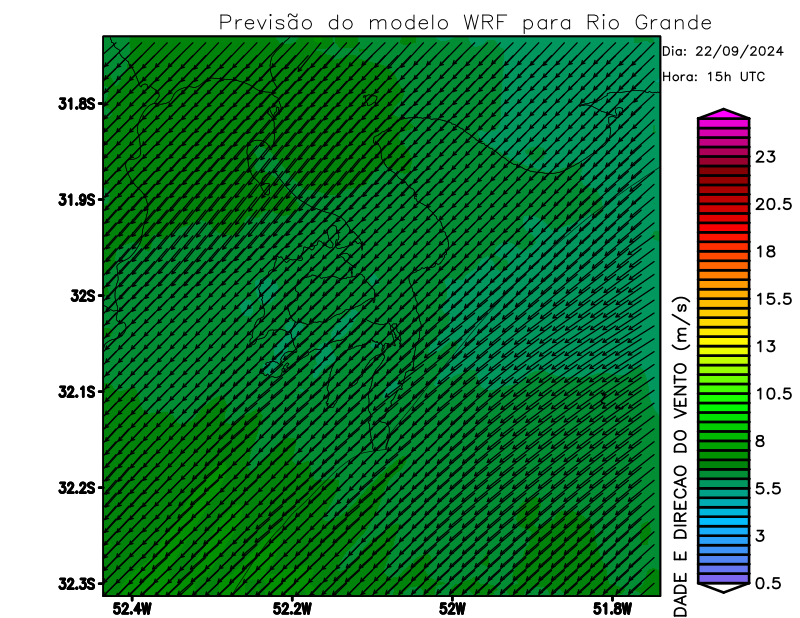 Previsão do modelo WRF para Rio Grande
Dia: 22/09/2024
Hora: 15h UTC
31.8S
31.9S
32S
32.1S
32.2S
32.3S
52.4W
52.2W
52W
51.8W
23
20.5
18
15.5
13
10.5
8
5.5
3
0.5
DADE E DIRECAO DO VENTO (m/s)